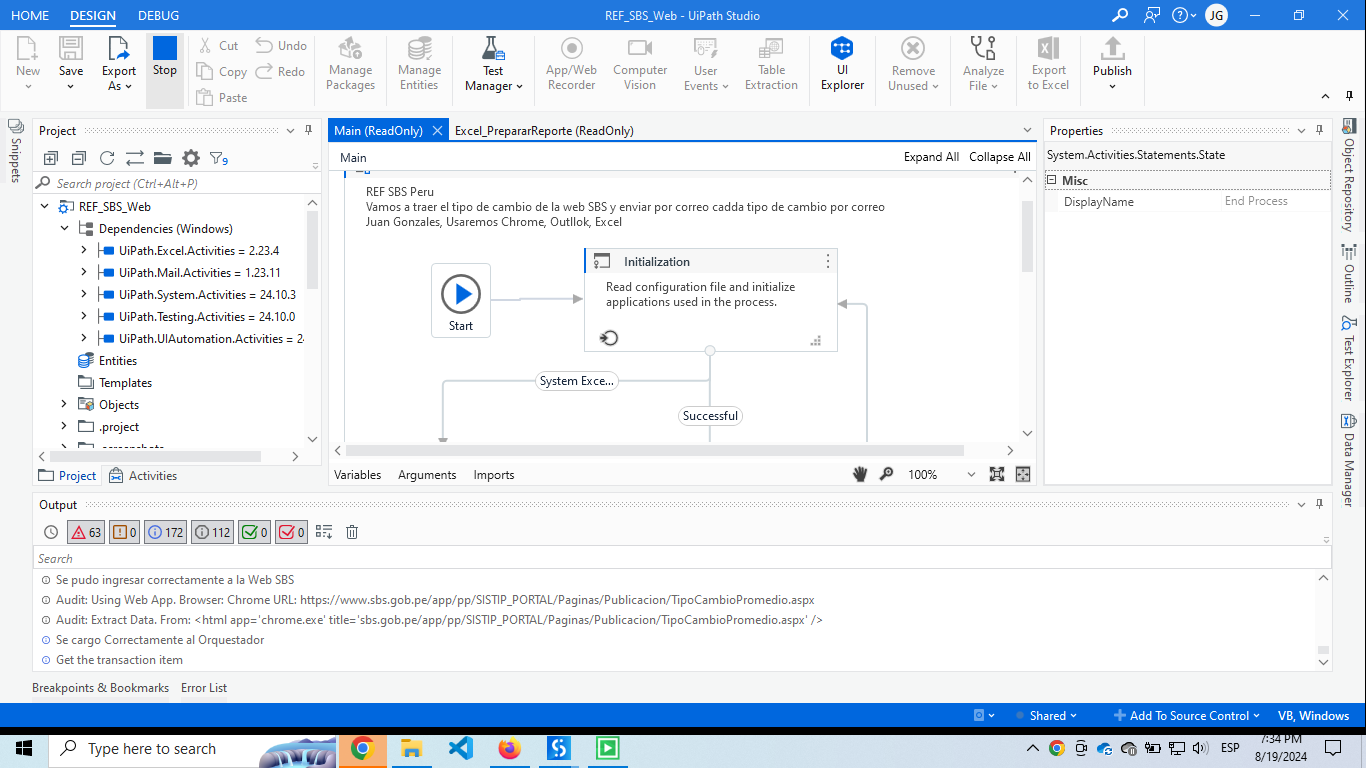 HOME DESIGN DEBUG REF_SBS_Web - UiPath Studio JG
New Save Export As Stop Cut Copy Paste Undo Redo Manage Packages Manage Entities Test Manager App/Web Recorder Computer Vision User Events Table Extraction UI Explorer Remove Unused Analyze File Export to Excel Publish
Snippets
Project
Search project (Ctrl+Alt+P)
REF_SBS_Web
Dependencies (Windows)
UiPath.Excel.Activities = 2.23.4
UiPath.Mail.Activities = 1.23.11
UiPath.System.Activities = 24.10.3
UiPath.Testing.Activities = 24.10.0
UiPath.UIAutomation.Activities = 2
Entities
Templates
Objects
.project
.screenshots
Project Activities
Main (ReadOnly) Excel_PrepararReporte (ReadOnly)
Main Expand All Collapse All
REF SBS Peru
Vamos a traer el tipo de cambio de la web SBS y enviar por correo cadda tipo de cambio por correo
Juan Gonzales, Usaremos Chrome, Outllok, Excel
Start
Initialization
Read configuration file and initialize
applications used in the process.
System Exce...
Successful
Variables Arguments Imports 100%
Properties
System.Activities.Statements.State
Misc
DisplayName End Process
Object Repository
Outline
Test Explorer
Data Manager
Output
63 0 172 112 0 0
Search
Se pudo ingresar correctamente a la Web SBS
Audit: Using Web App. Browser: Chrome URL: https://www.sbs.gob.pe/app/pp/SISTIP_PORTAL/Paginas/Publicacion/TipoCambioPromedio.aspx
Audit: Extract Data. From: <html app='chrome.exe' title='sbs.gob.pe/app/pp/SISTIP_PORTAL/Paginas/Publicacion/TipoCambioPromedio.aspx' />
Se cargo Correctamente al Orquestador
Get the transaction item
Breakpoints & Bookmarks Error List
Shared Add To Source Control VB, Windows
Type here to search ESP 7:34 PM
8/19/2024